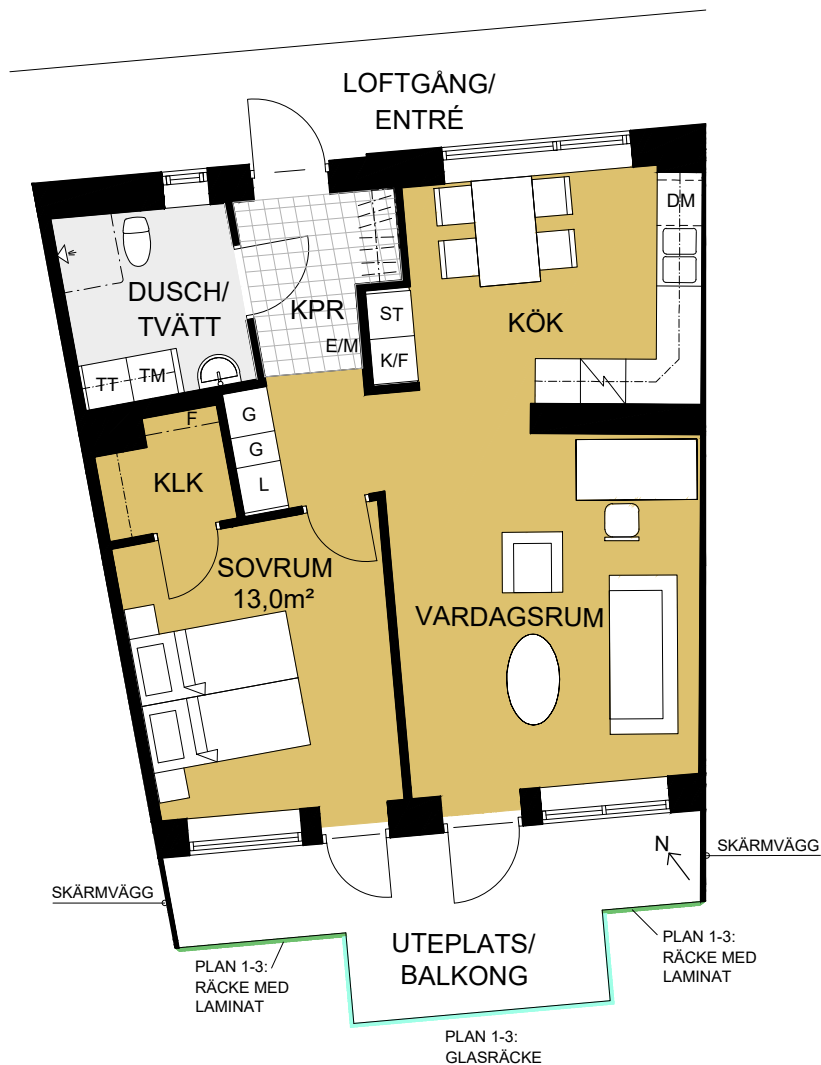 LOFTGÅNG/
ENTRÉ
DM
DUSCH/
TVÄTT
KPR
ST
KÖK
E/M
K/F
TT
TM
F
G
G
L
KLK
SOVRUM
13,0m²
VARDAGSRUM
N
SKÄRMVÄGG
SKÄRMVÄGG
UTEPLATS/
BALKONG
PLAN 1-3:
RÄCKE MED
LAMINAT
PLAN 1-3:
RÄCKE MED
LAMINAT
PLAN 1-3:
GLASRÄCKE